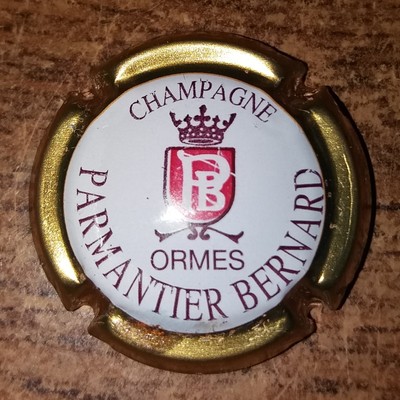 CHAMPAGNE
PB
ORMES
PARMANTIER BERNARD